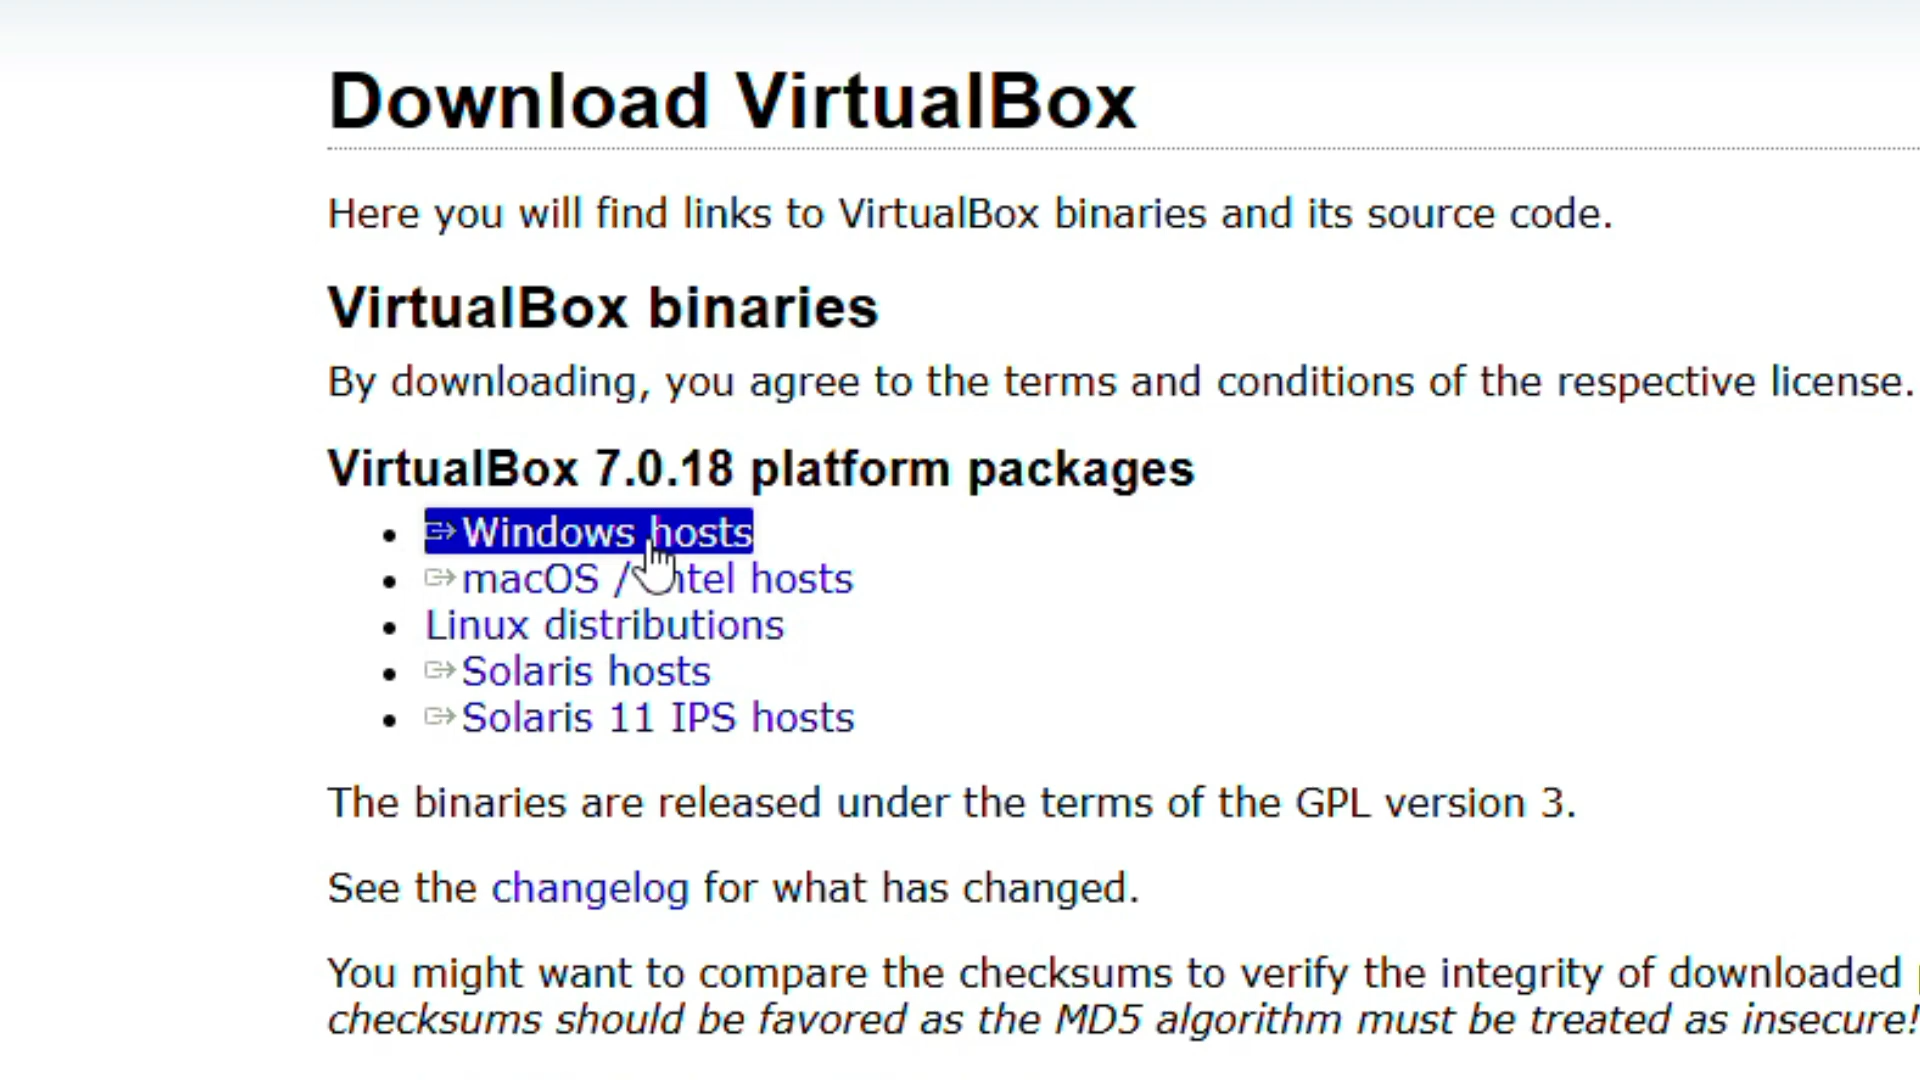 Download VirtualBox
Here you will find links to VirtualBox binaries and its source code.
VirtualBox binaries
By downloading, you agree to the terms and conditions of the respective license.
VirtualBox 7.0.18 platform packages
Windows hosts
macOS / Intel hosts
Linux distributions
Solaris hosts
Solaris 11 IPS hosts
The binaries are released under the terms of the GPL version 3.
See the changelog for what has changed.
You might want to compare the checksums to verify the integrity of downloaded
checksums should be favored as the MD5 algorithm must be treated as insecure!